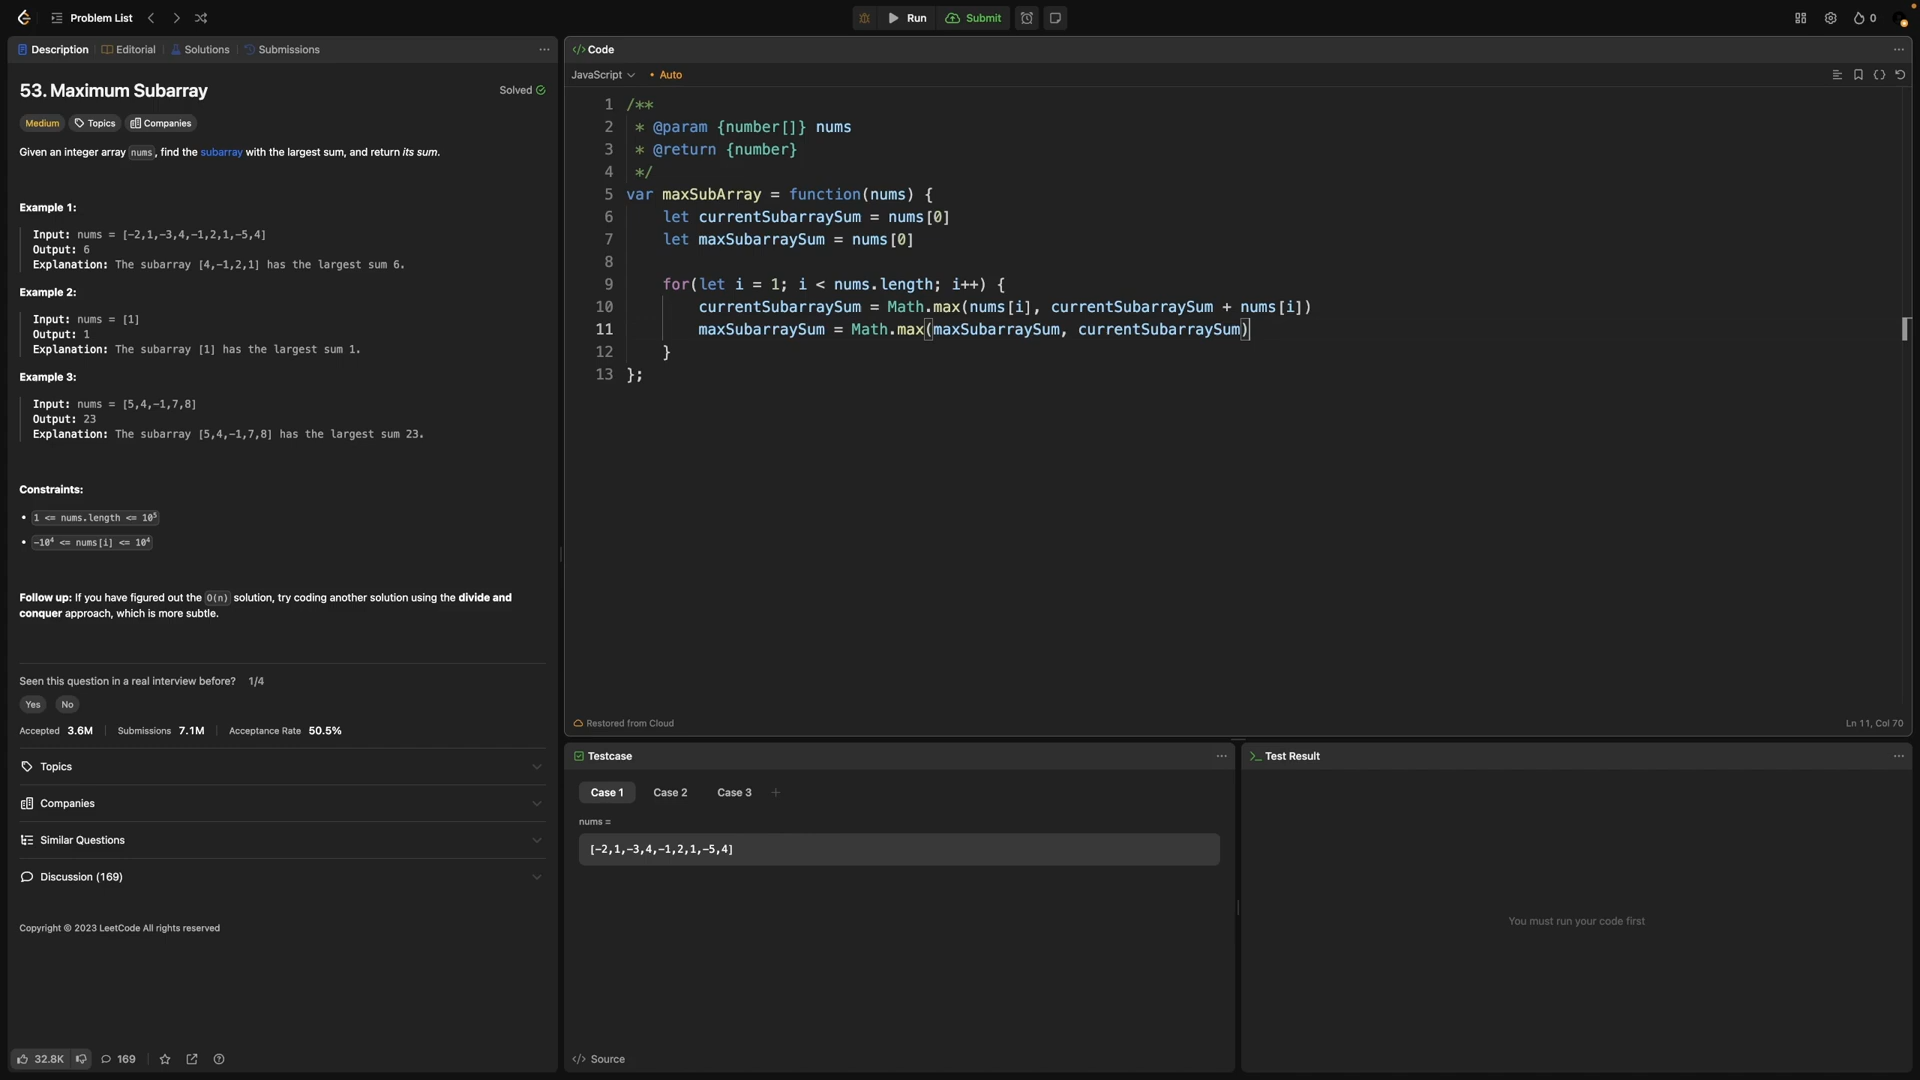 Problem List
Run
Submit
0
Description
Editorial
Solutions
Submissions
53. Maximum Subarray
Solved
Medium
Topics
Companies
Given an integer array nums, find the subarray with the largest sum, and return its sum.
Example 1:
Input: nums = [-2,1,-3,4,-1,2,1,-5,4]
Output: 6
Explanation: The subarray [4,-1,2,1] has the largest sum 6.
Example 2:
Input: nums = [1]
Output: 1
Explanation: The subarray [1] has the largest sum 1.
Example 3:
Input: nums = [5,4,-1,7,8]
Output: 23
Explanation: The subarray [5,4,-1,7,8] has the largest sum 23.
Constraints:
• 1 <= nums.length <= 10⁵
• -10⁴ <= nums[i] <= 10⁴
Follow up: If you have figured out the O(n) solution, try coding another solution using the divide and
conquer approach, which is more subtle.
Seen this question in a real interview before? 1/4
Yes
No
Accepted 3.6M
Submissions 7.1M
Acceptance Rate 50.5%
Topics
Companies
Similar Questions
Discussion (169)
Copyright © 2023 LeetCode All rights reserved
32.8K
169
</> Code
JavaScript
• Auto
1 /**
2  * @param {number[]} nums
3  * @return {number}
4  */
5 var maxSubArray = function(nums) {
6     let currentSubarraySum = nums[0]
7     let maxSubarraySum = nums[0]
8
9     for(let i = 1; i < nums.length; i++) {
10         currentSubarraySum = Math.max(nums[i], currentSubarraySum + nums[i])
11         maxSubarraySum = Math.max(maxSubarraySum, currentSubarraySum)
12     }
13 };
Restored from Cloud
Ln 11, Col 70
Testcase
Case 1
Case 2
Case 3
+
nums =
[-2,1,-3,4,-1,2,1,-5,4]
</> Source
>_ Test Result
You must run your code first